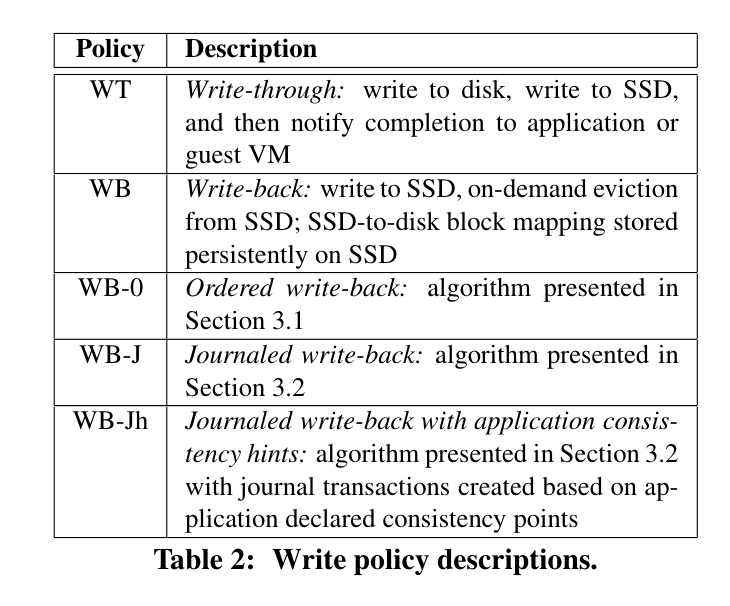 Policy Description
WT Write-through: write to disk, write to SSD,
and then notify completion to application or
guest VM
WB Write-back: write to SSD, on-demand eviction
from SSD; SSD-to-disk block mapping stored
persistently on SSD
WB-0 Ordered write-back: algorithm presented in
Section 3.1
WB-J Journaled write-back: algorithm presented in
Section 3.2
WB-Jh Journaled write-back with application consis-
tency hints: algorithm presented in Section 3.2
with journal transactions created based on ap-
plication declared consistency points
Table 2: Write policy descriptions.